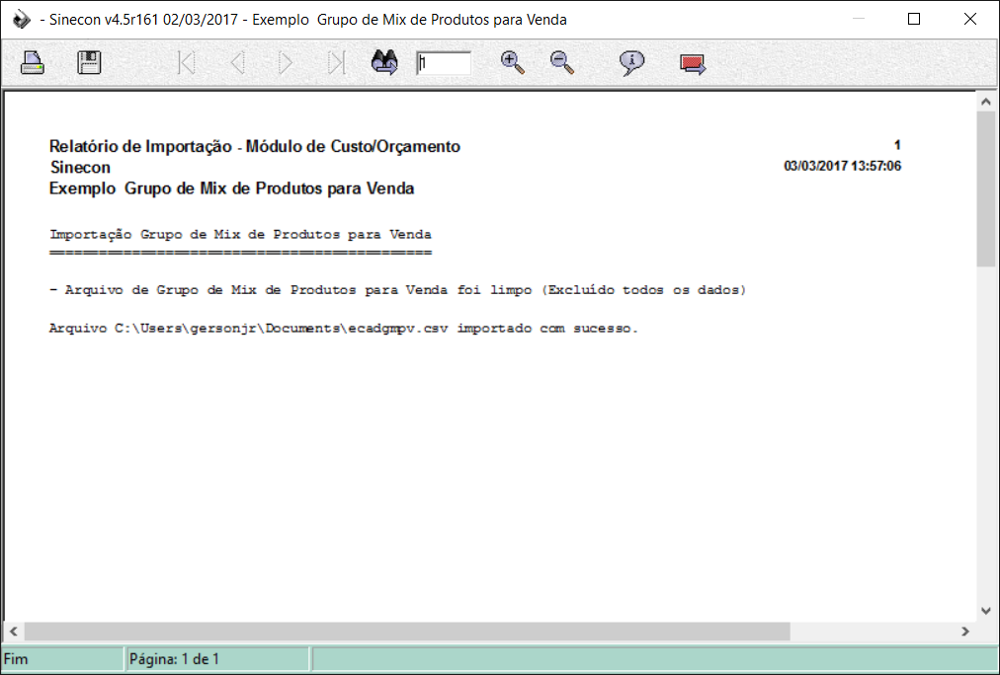 - Sinecon v4.5r161 02/03/2017 - Exemplo  Grupo de Mix de Produtos para Venda
1
Relatório de Importação - Módulo de Custo/Orçamento 1
Sinecon 03/03/2017 13:57:06
Exemplo  Grupo de Mix de Produtos para Venda
Importação Grupo de Mix de Produtos para Venda
==============================================
- Arquivo de Grupo de Mix de Produtos para Venda foi limpo (Excluído todos os dados)
Arquivo C:\Users\gersonjr\Documents\ecadgmpv.csv importado com sucesso.
Fim Página: 1 de 1